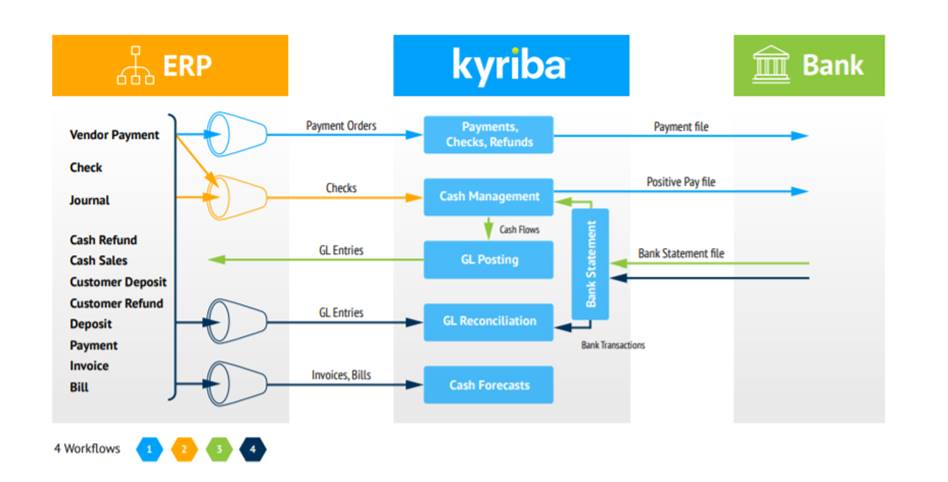 ERP
kyriba
Bank
Vendor Payment
Check
Journal
Cash Refund
Cash Sales
Customer Deposit
Customer Refund
Deposit
Payment
Invoice
Bill
Payment Orders
Checks
GL Entries
GL Entries
Invoices, Bills
Payments,
Checks, Refunds
Cash Management
Cash Flows
GL Posting
GL Reconciliation
Cash Forecasts
Bank Statement
Bank Transactions
Payment file
Positive Pay file
Bank Statement file
4 Workflows 1 2 3 4